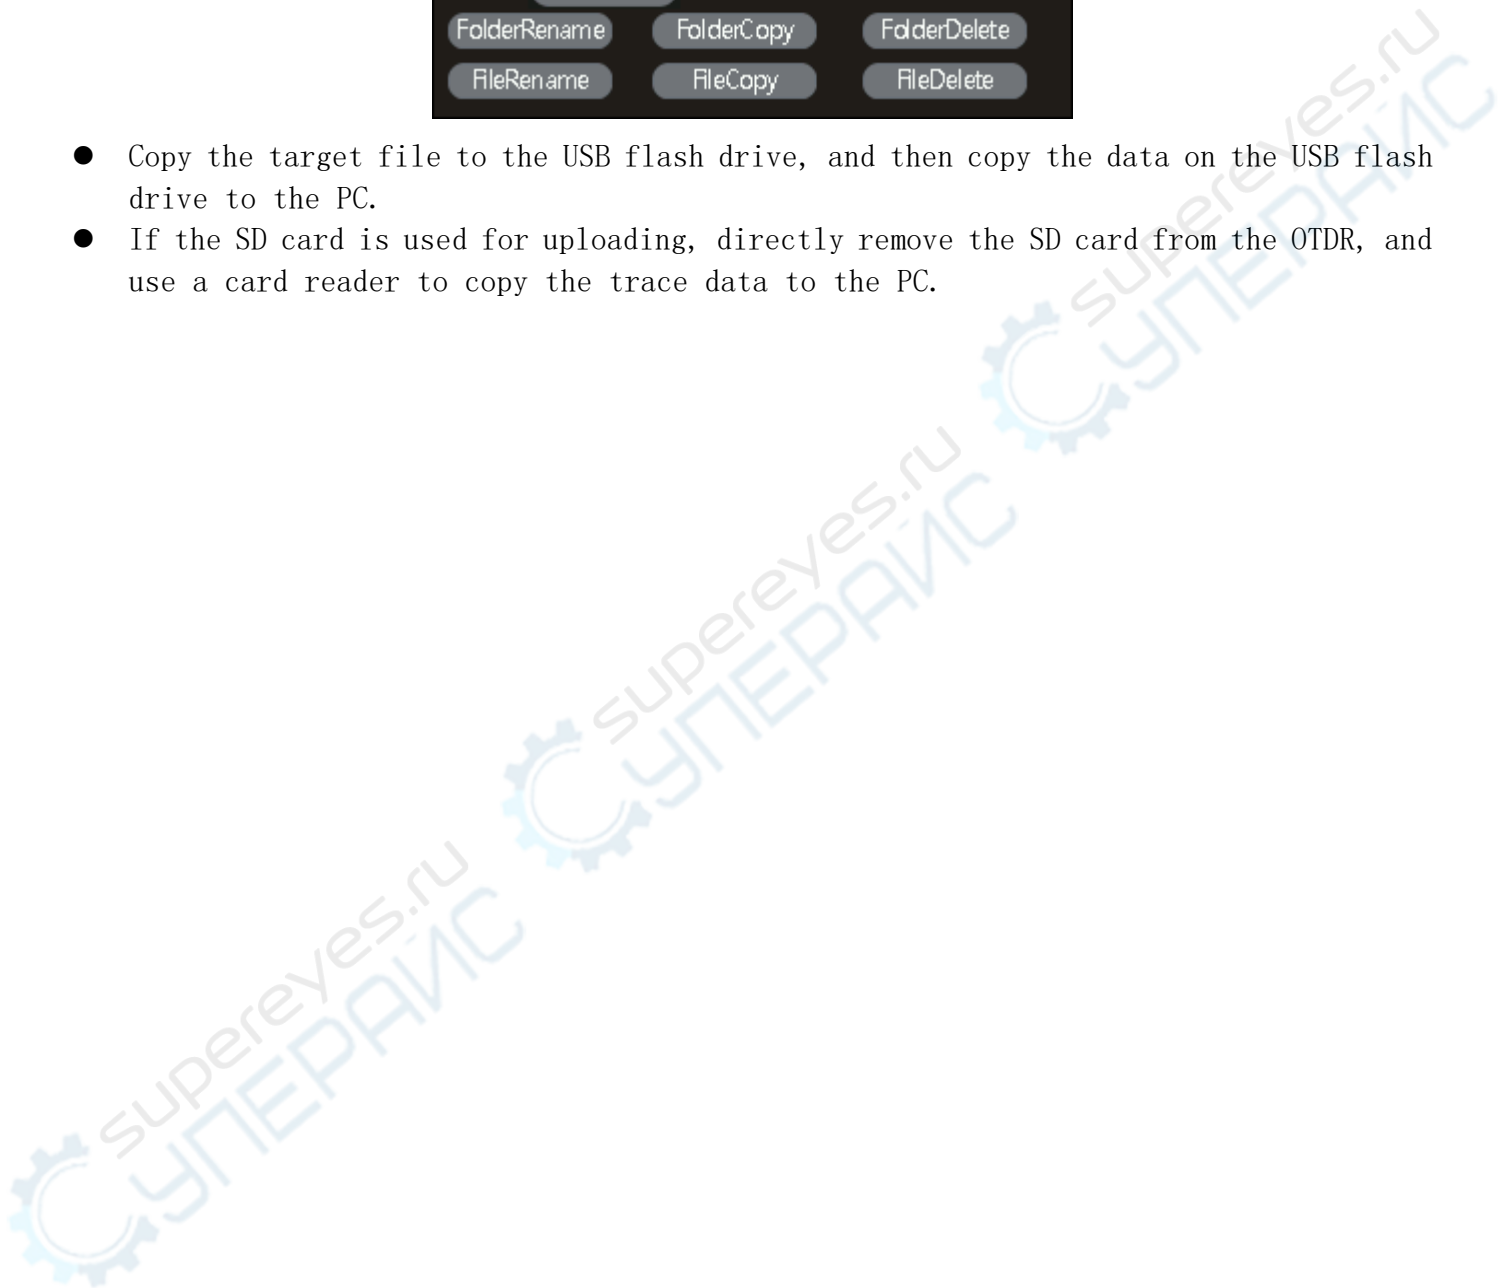 FolderRename FolderCopy FolderDelete
FileRename FileCopy FileDelete
● Copy the target file to the USB flash drive, and then copy the data on the USB flash
drive to the PC.
● If the SD card is used for uploading, directly remove the SD card from the OTDR, and
use a card reader to copy the trace data to the PC.
supereyes.ru
СУПЕРАЙС
supereyes.ru
СУПЕРАЙС
supereyes.ru
СУПЕРАЙС